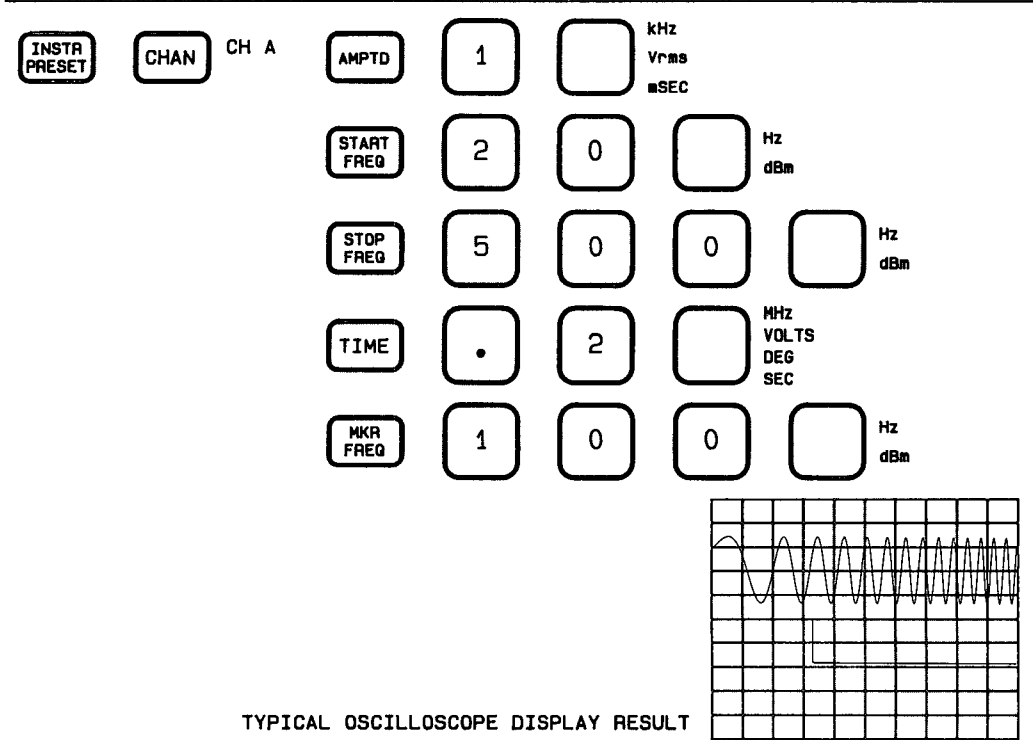 INSTR
PRESET
CHAN
CH A
AMPTD
1
kHz
Vrms
mSEC
START
FREQ
2
0
Hz
dBm
STOP
FREQ
5
0
0
Hz
dBm
TIME
.
2
MHz
VOLTS
DEG
SEC
MKR
FREQ
1
0
0
Hz
dBm
TYPICAL OSCILLOSCOPE DISPLAY RESULT